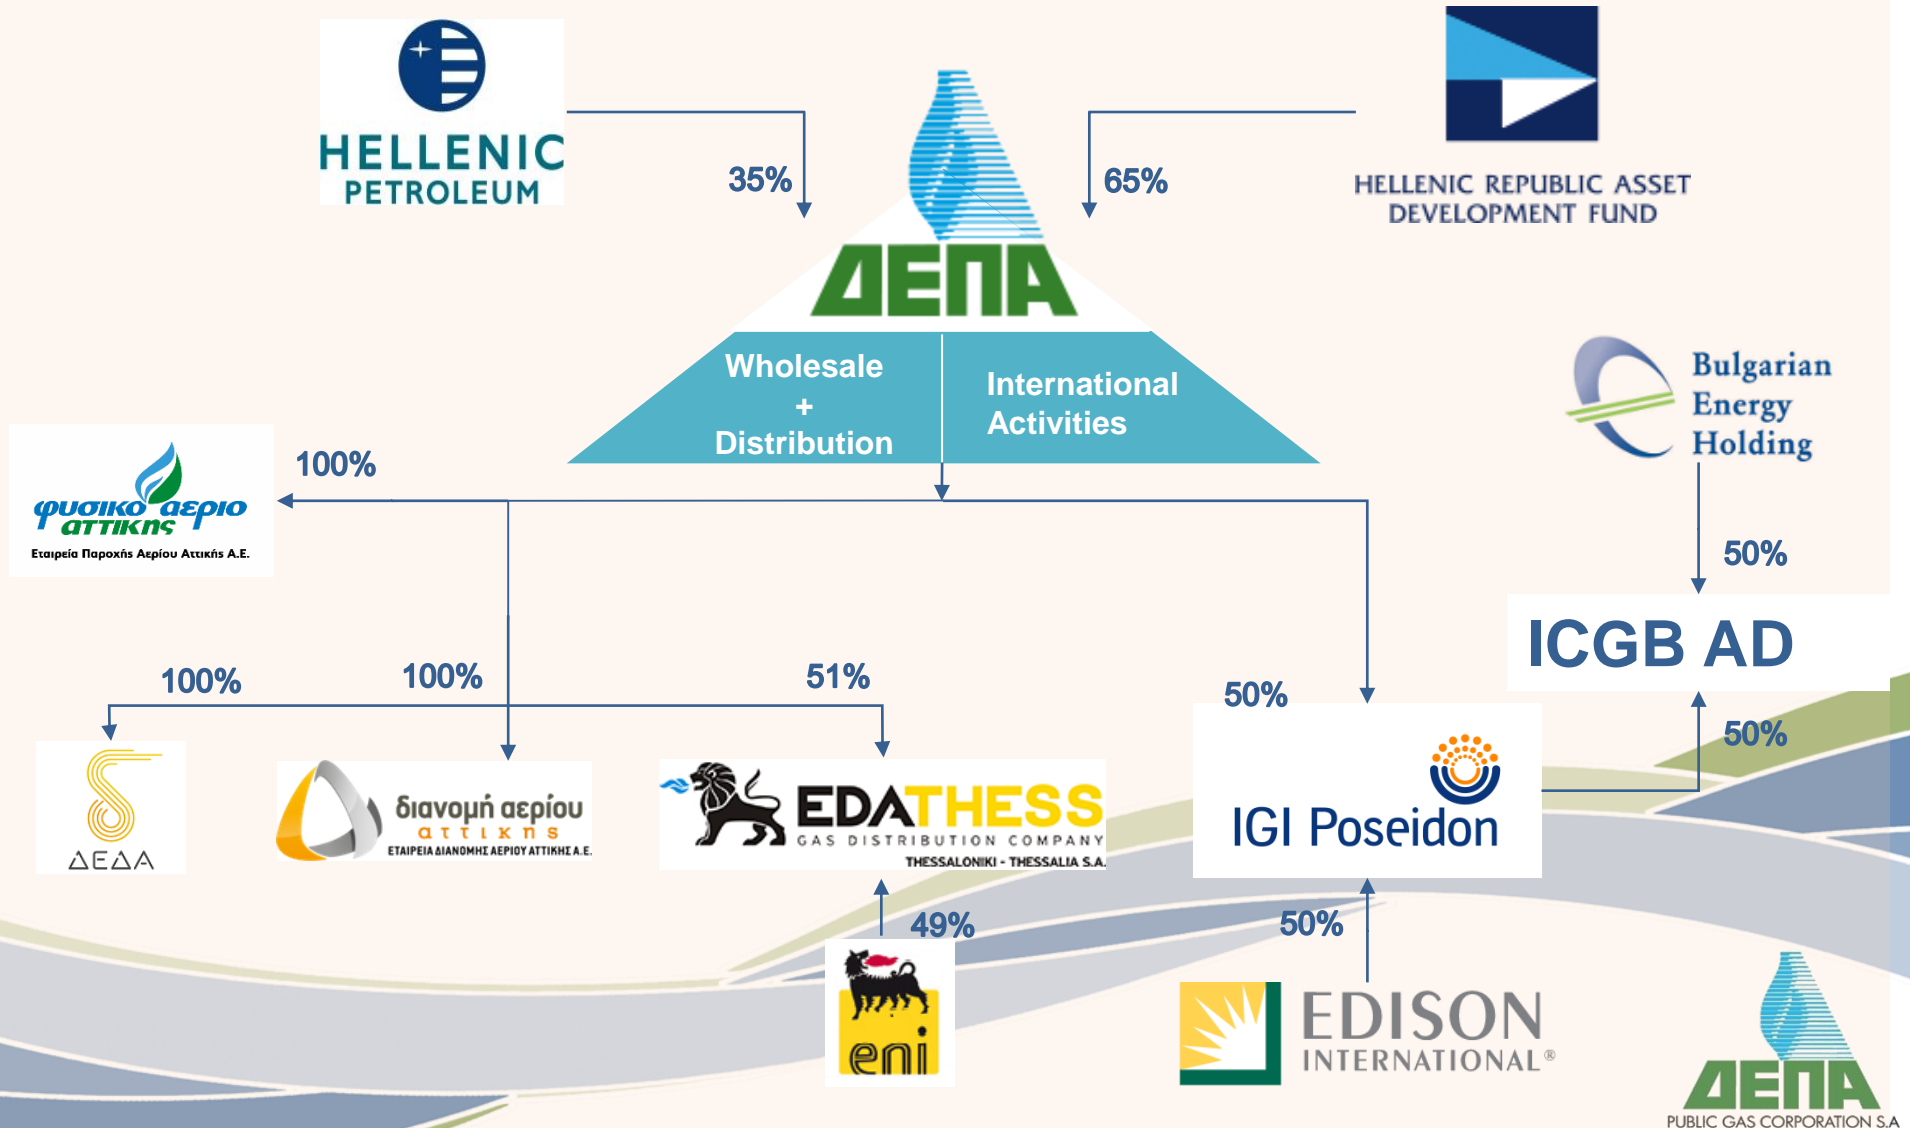 HELLENIC
PETROLEUM
35%
65%
HELLENIC REPUBLIC ASSET
DEVELOPMENT FUND
ΔΕΠΑ
Wholesale
+
Distribution
International
Activities
Bulgarian
Energy
Holding
100%
φυσικό αέριο
αττικής
Εταιρεία Παροχής Αερίου Αττικής Α.Ε.
50%
ICGB AD
100%
100%
51%
50%
50%
ΔΕΔΑ
διανομή αερίου
αττικής
ΕΤΑΙΡΕΙΑ ΔΙΑΝΟΜΗΣ ΑΕΡΙΟΥ ΑΤΤΙΚΗΣ Α.Ε.
EDATHESS
GAS DISTRIBUTION COMPANY
THESSALONIKI - THESSALIA S.A.
IGI Poseidon
49%
50%
eni
EDISON
INTERNATIONAL®
ΔΕΠΑ
PUBLIC GAS CORPORATION S.A